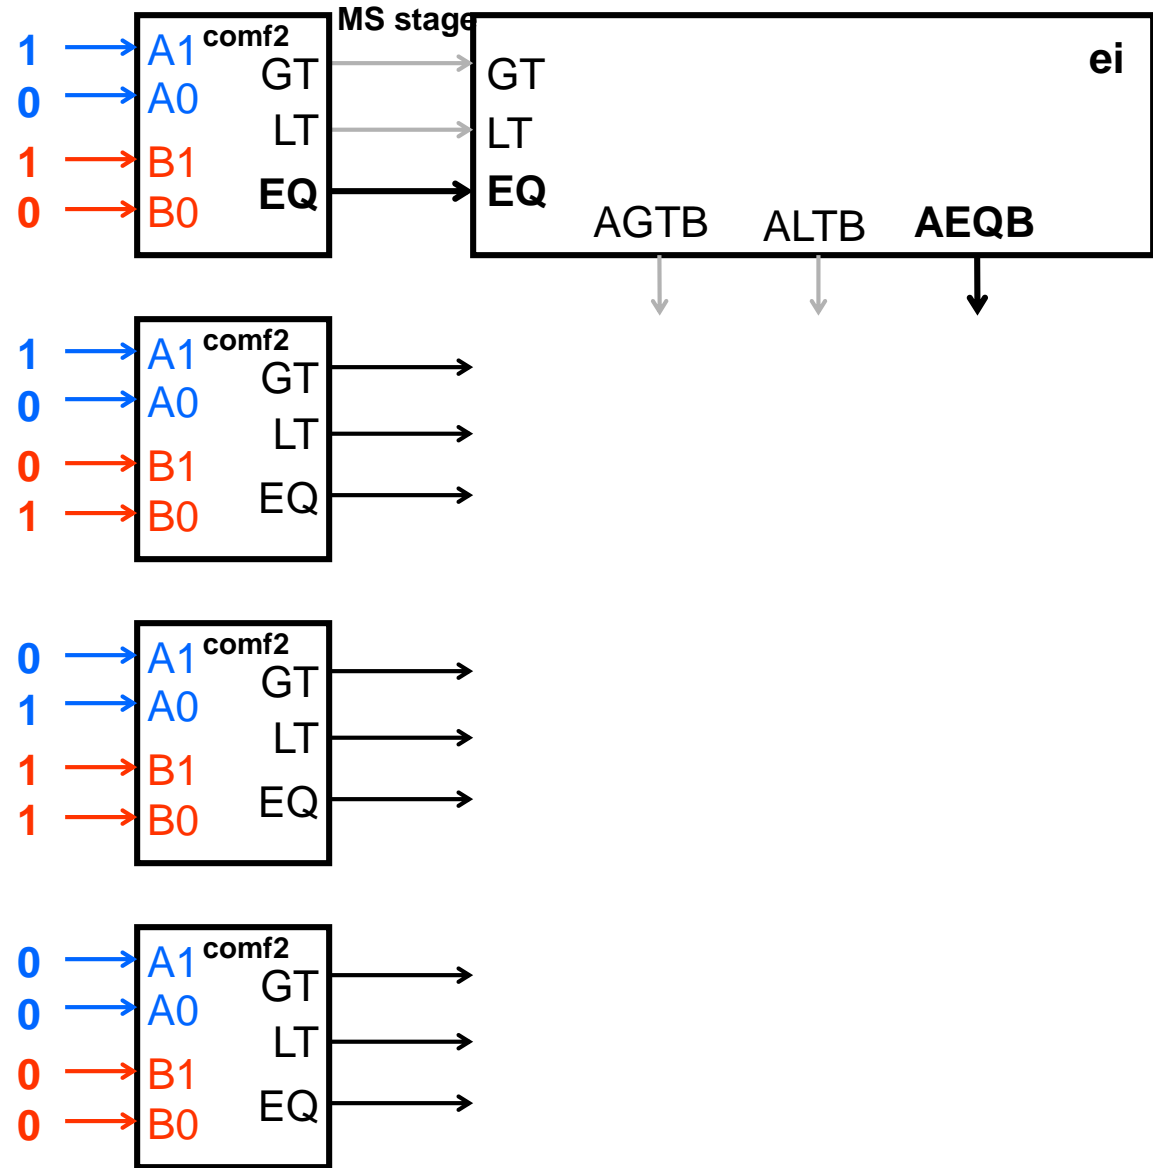 MS stage
1 A1 comf2 GT GT ei
0 A0 LT LT
1 B1 EQ EQ
0 B0 AGTB ALTB AEQB
1 A1 comf2 GT
0 A0 LT
0 B1 EQ
1 B0
0 A1 comf2 GT
1 A0 LT
1 B1 EQ
1 B0
0 A1 comf2 GT
0 A0 LT
0 B1 EQ
0 B0